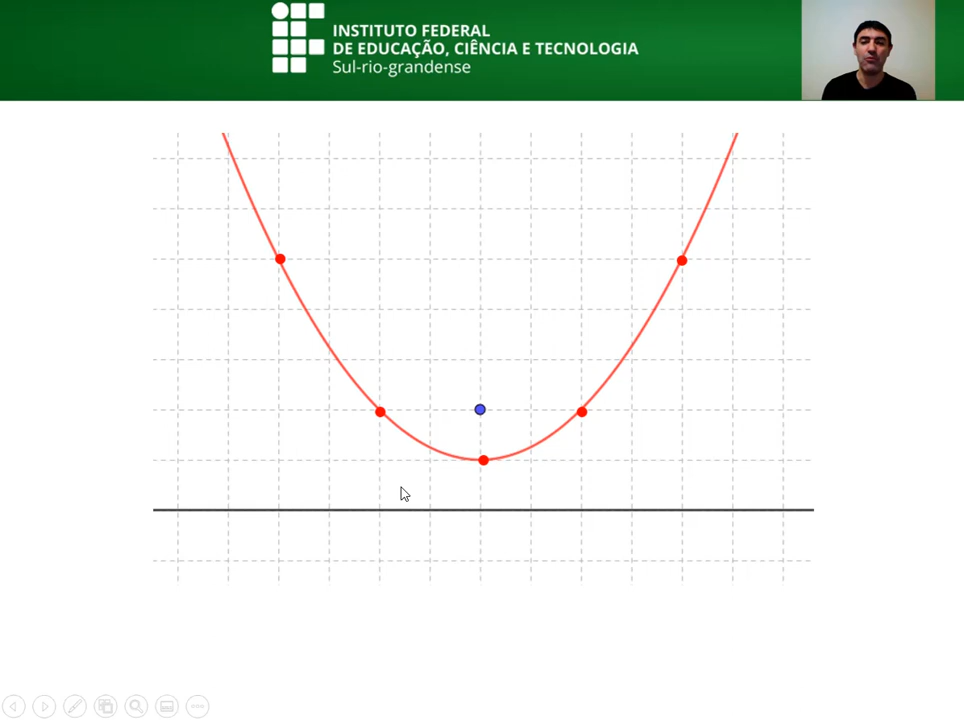 INSTITUTO FEDERAL
DE EDUCAÇÃO, CIÊNCIA E TECNOLOGIA
Sul-rio-grandense